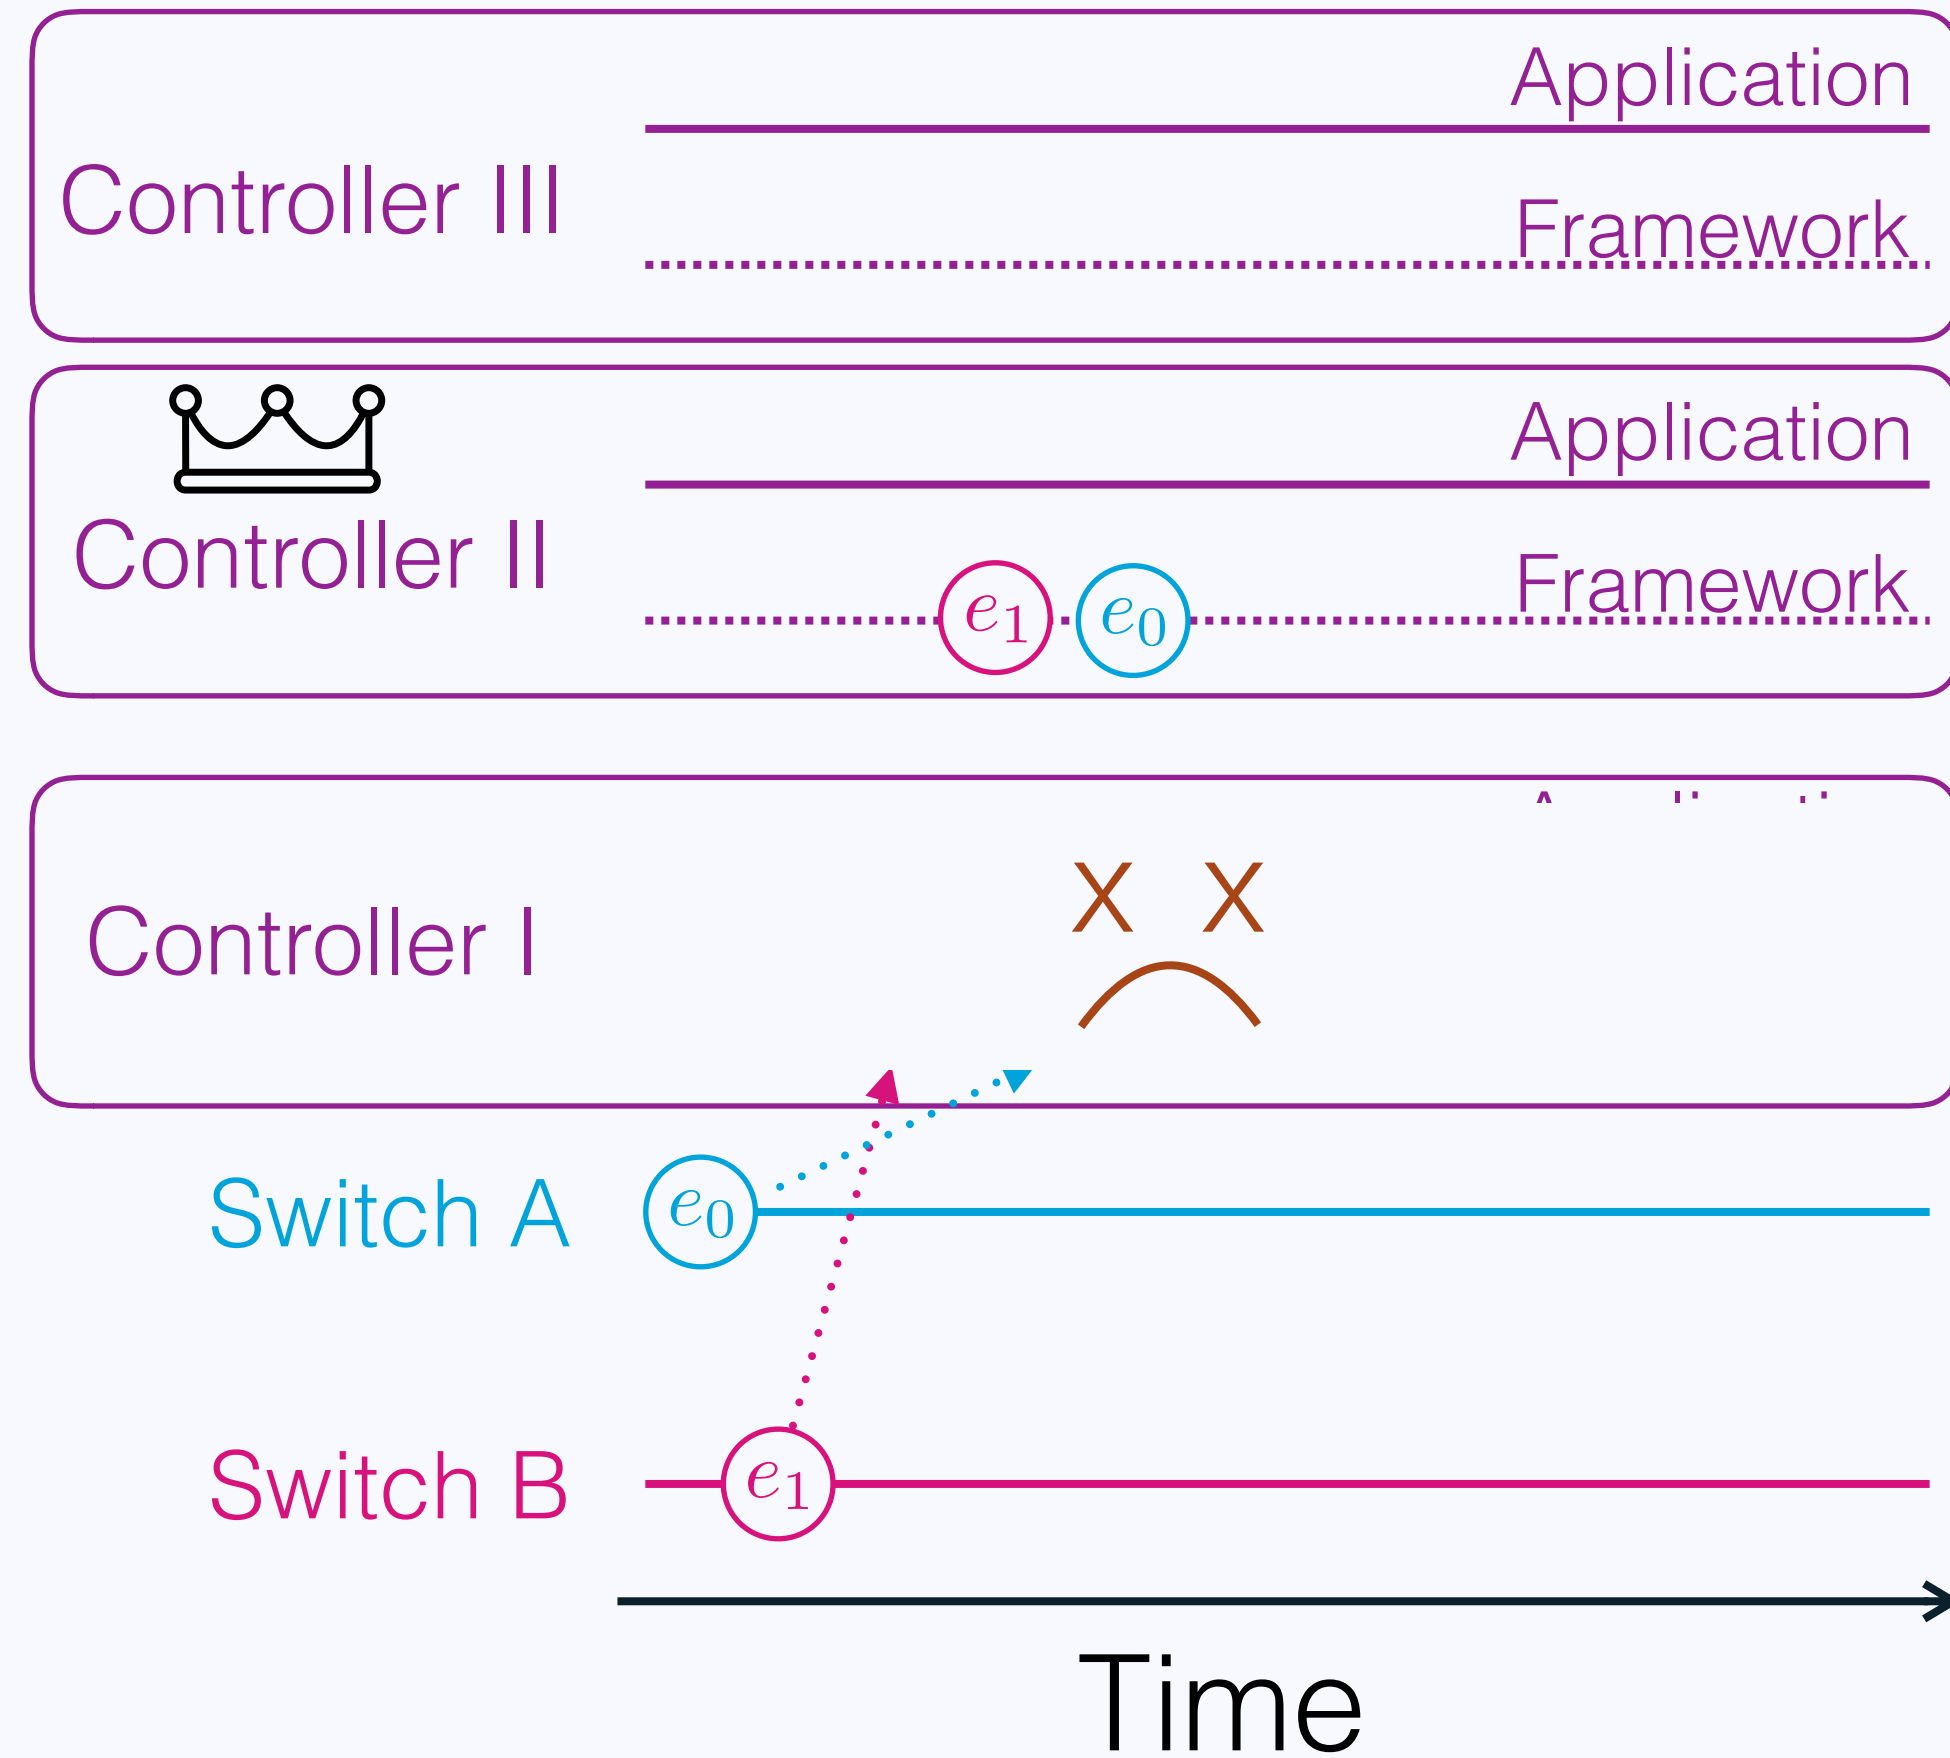 Application
Controller III
Framework
Application
Controller II
Framework
e₁ e₀
Controller I
X X
Switch A
e₀
Switch B
e₁
Time